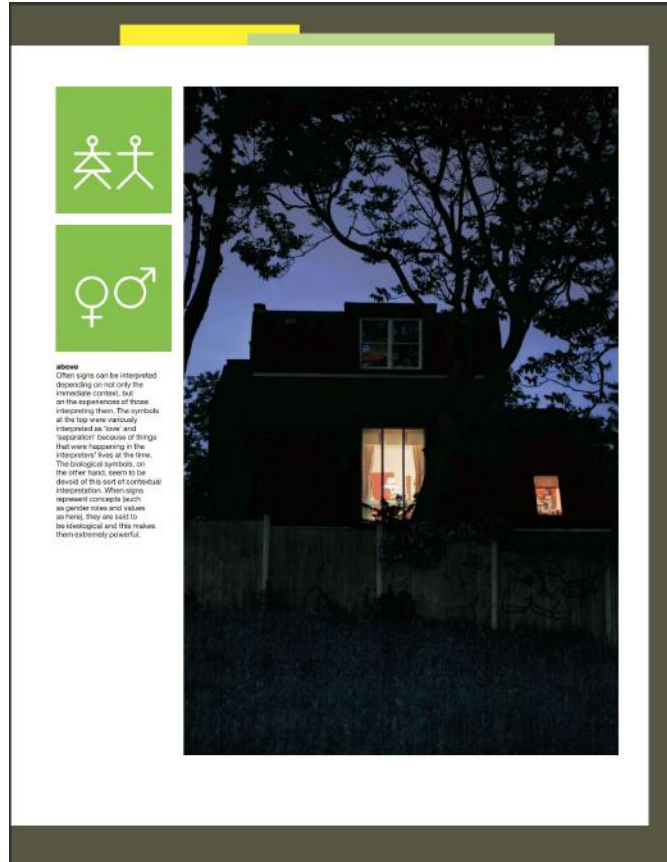 above
Often signs can be interpreted
depending on not only the
immediate context, but
on the experiences of those
interpreting them. The symbols
at the top were variously
interpreted as ‘love’ and
‘separation’ because of things
that were happening in the
interpreters’ lives at the time.
The biological symbols, on
the other hand, seem to be
devoid of this sort of contextual
interpretation. When signs
represent concepts (such
as gender roles and values
as here), they are said to
be ideological and this makes
them extremely powerful.